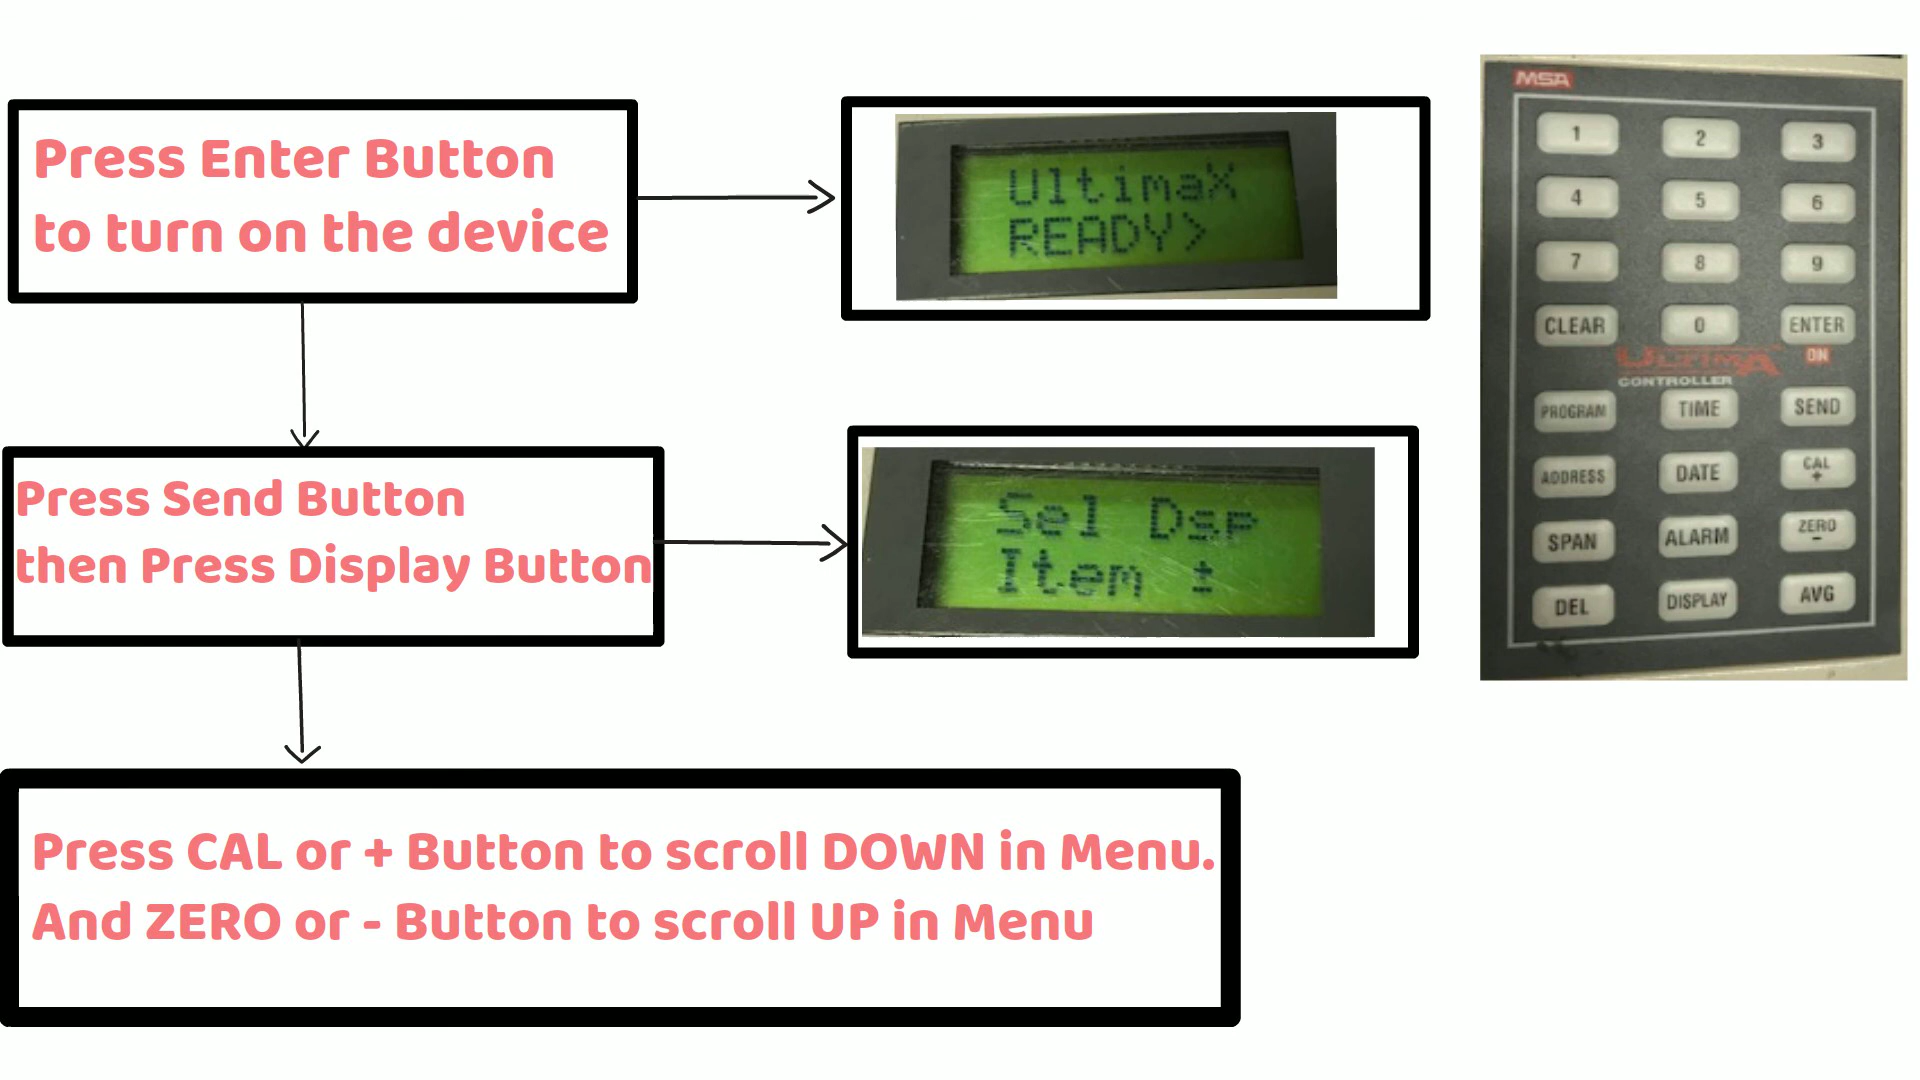 Press Enter Button
to turn on the device
UltimaX
READY>
Press Send Button
then Press Display Button
Sel Dsp
Item ±
Press CAL or + Button to scroll DOWN in Menu.
And ZERO or - Button to scroll UP in Menu
MSA
1 2 3
4 5 6
7 8 9
CLEAR 0 ENTER
ULTIMA ON
CONTROLLER
PROGRAM TIME SEND
ADDRESS DATE CAL
+
SPAN ALARM ZERO
-
DEL DISPLAY AVG